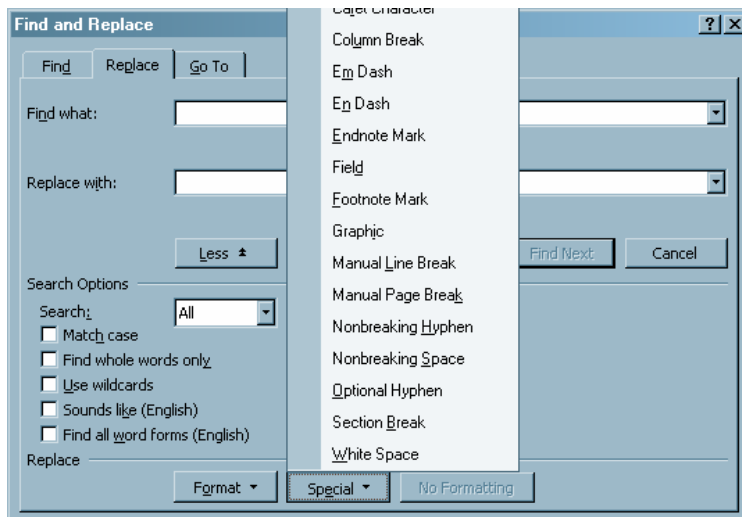 Find and Replace
Find Replace Go To
Find what:
Replace with:
Less Find Next Cancel
Search Options
Search: All
Match case
Find whole words only
Use wildcards
Sounds like (English)
Find all word forms (English)
Replace
Format Special No Formatting
Caret Character
Column Break
Em Dash
En Dash
Endnote Mark
Field
Footnote Mark
Graphic
Manual Line Break
Manual Page Break
Nonbreaking Hyphen
Nonbreaking Space
Optional Hyphen
Section Break
White Space